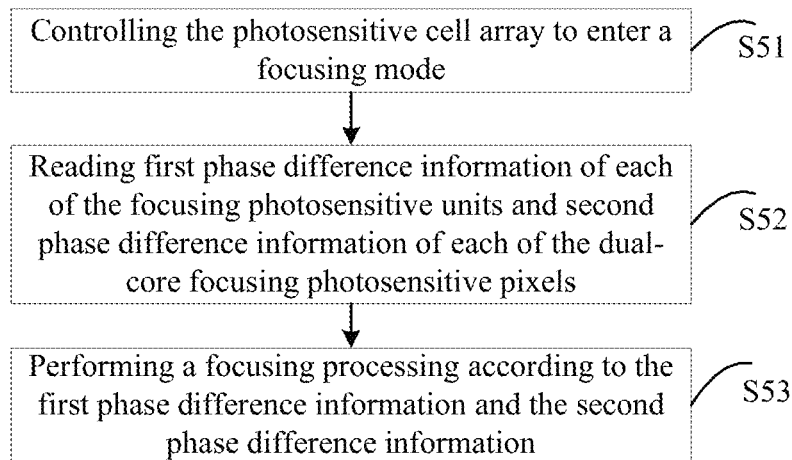 Controlling the photosensitive cell array to enter a
focusing mode
S51
Reading first phase difference information of each
of the focusing photosensitive units and second
phase difference information of each of the dual-
core focusing photosensitive pixels
S52
Performing a focusing processing according to the
first phase difference information and the second
phase difference information
S53